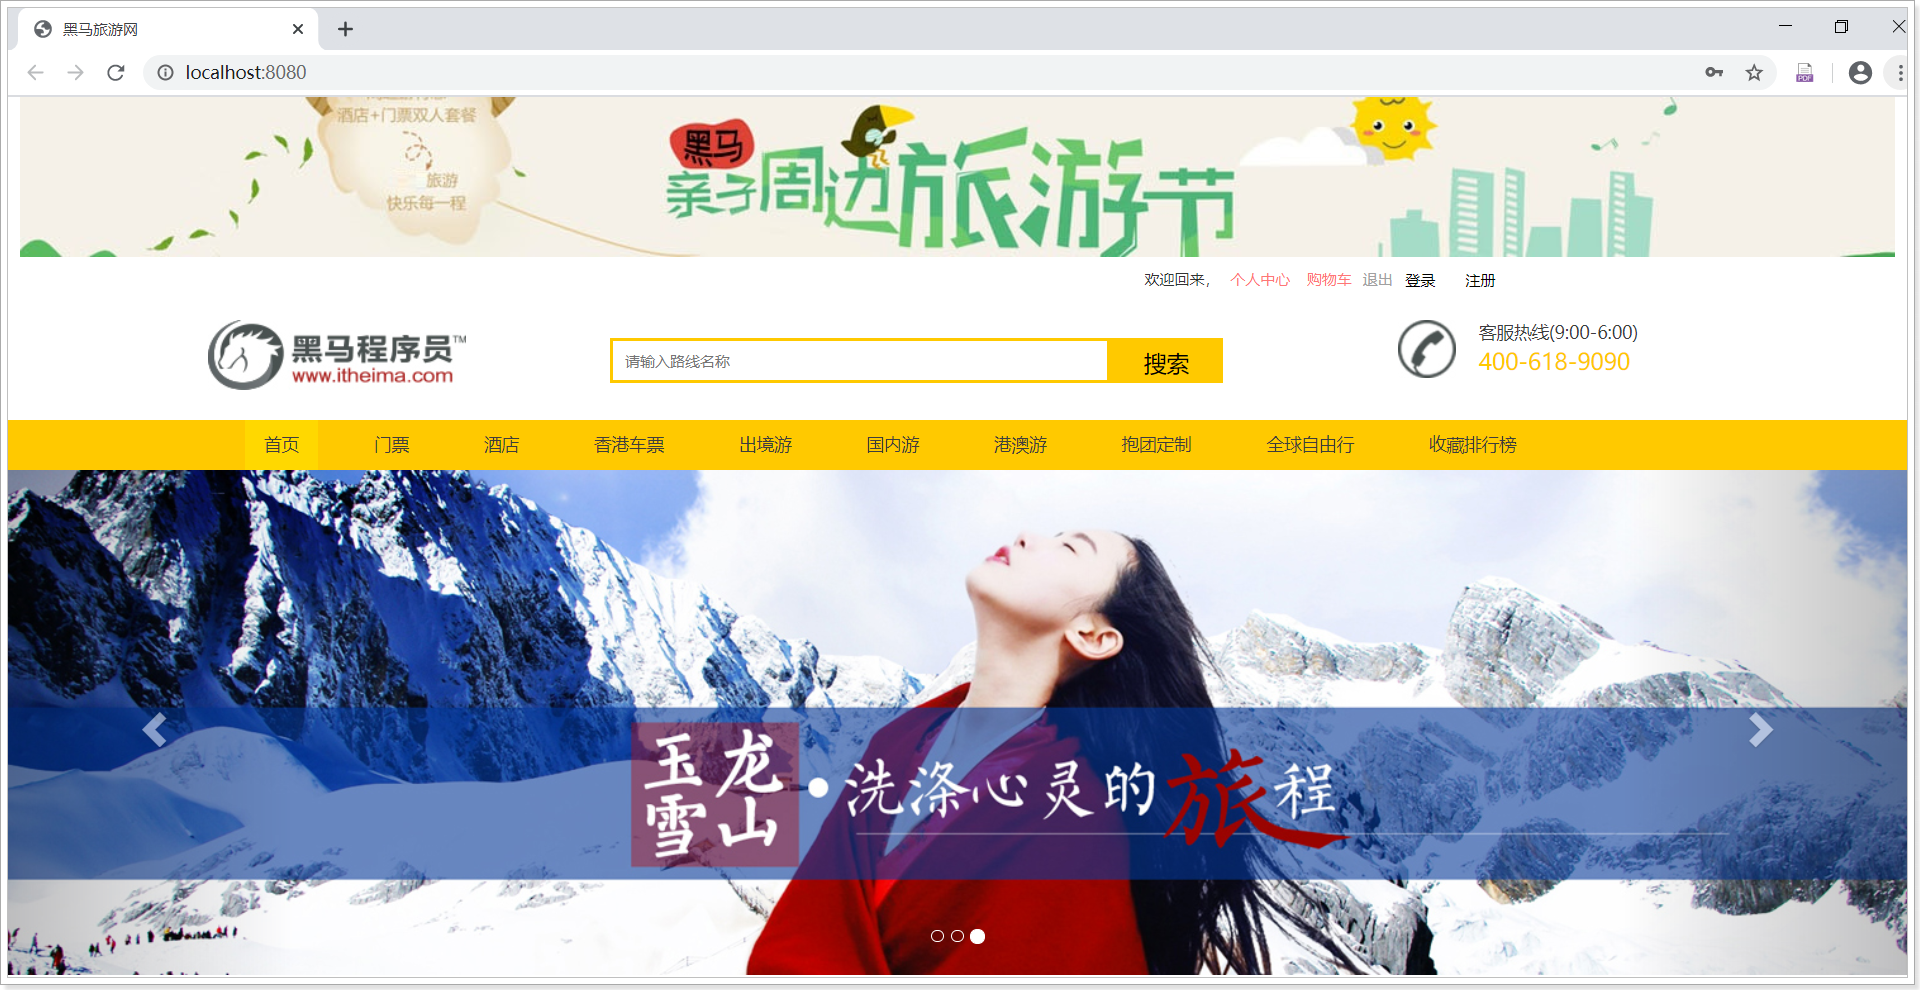 黑马旅游网
localhost:8080
酒店+门票双人套餐
旅游
快乐每一程
黑马
亲子周边旅游节
欢迎回来， 个人中心 购物车 退出 登录 注册
黑马程序员™
www.itheima.com
请输入路线名称
搜索
客服热线(9:00-6:00)
400-618-9090
首页 门票 酒店 香港车票 出境游 国内游 港澳游 抱团定制 全球自由行 收藏排行榜
玉龙雪山•洗涤心灵的旅程